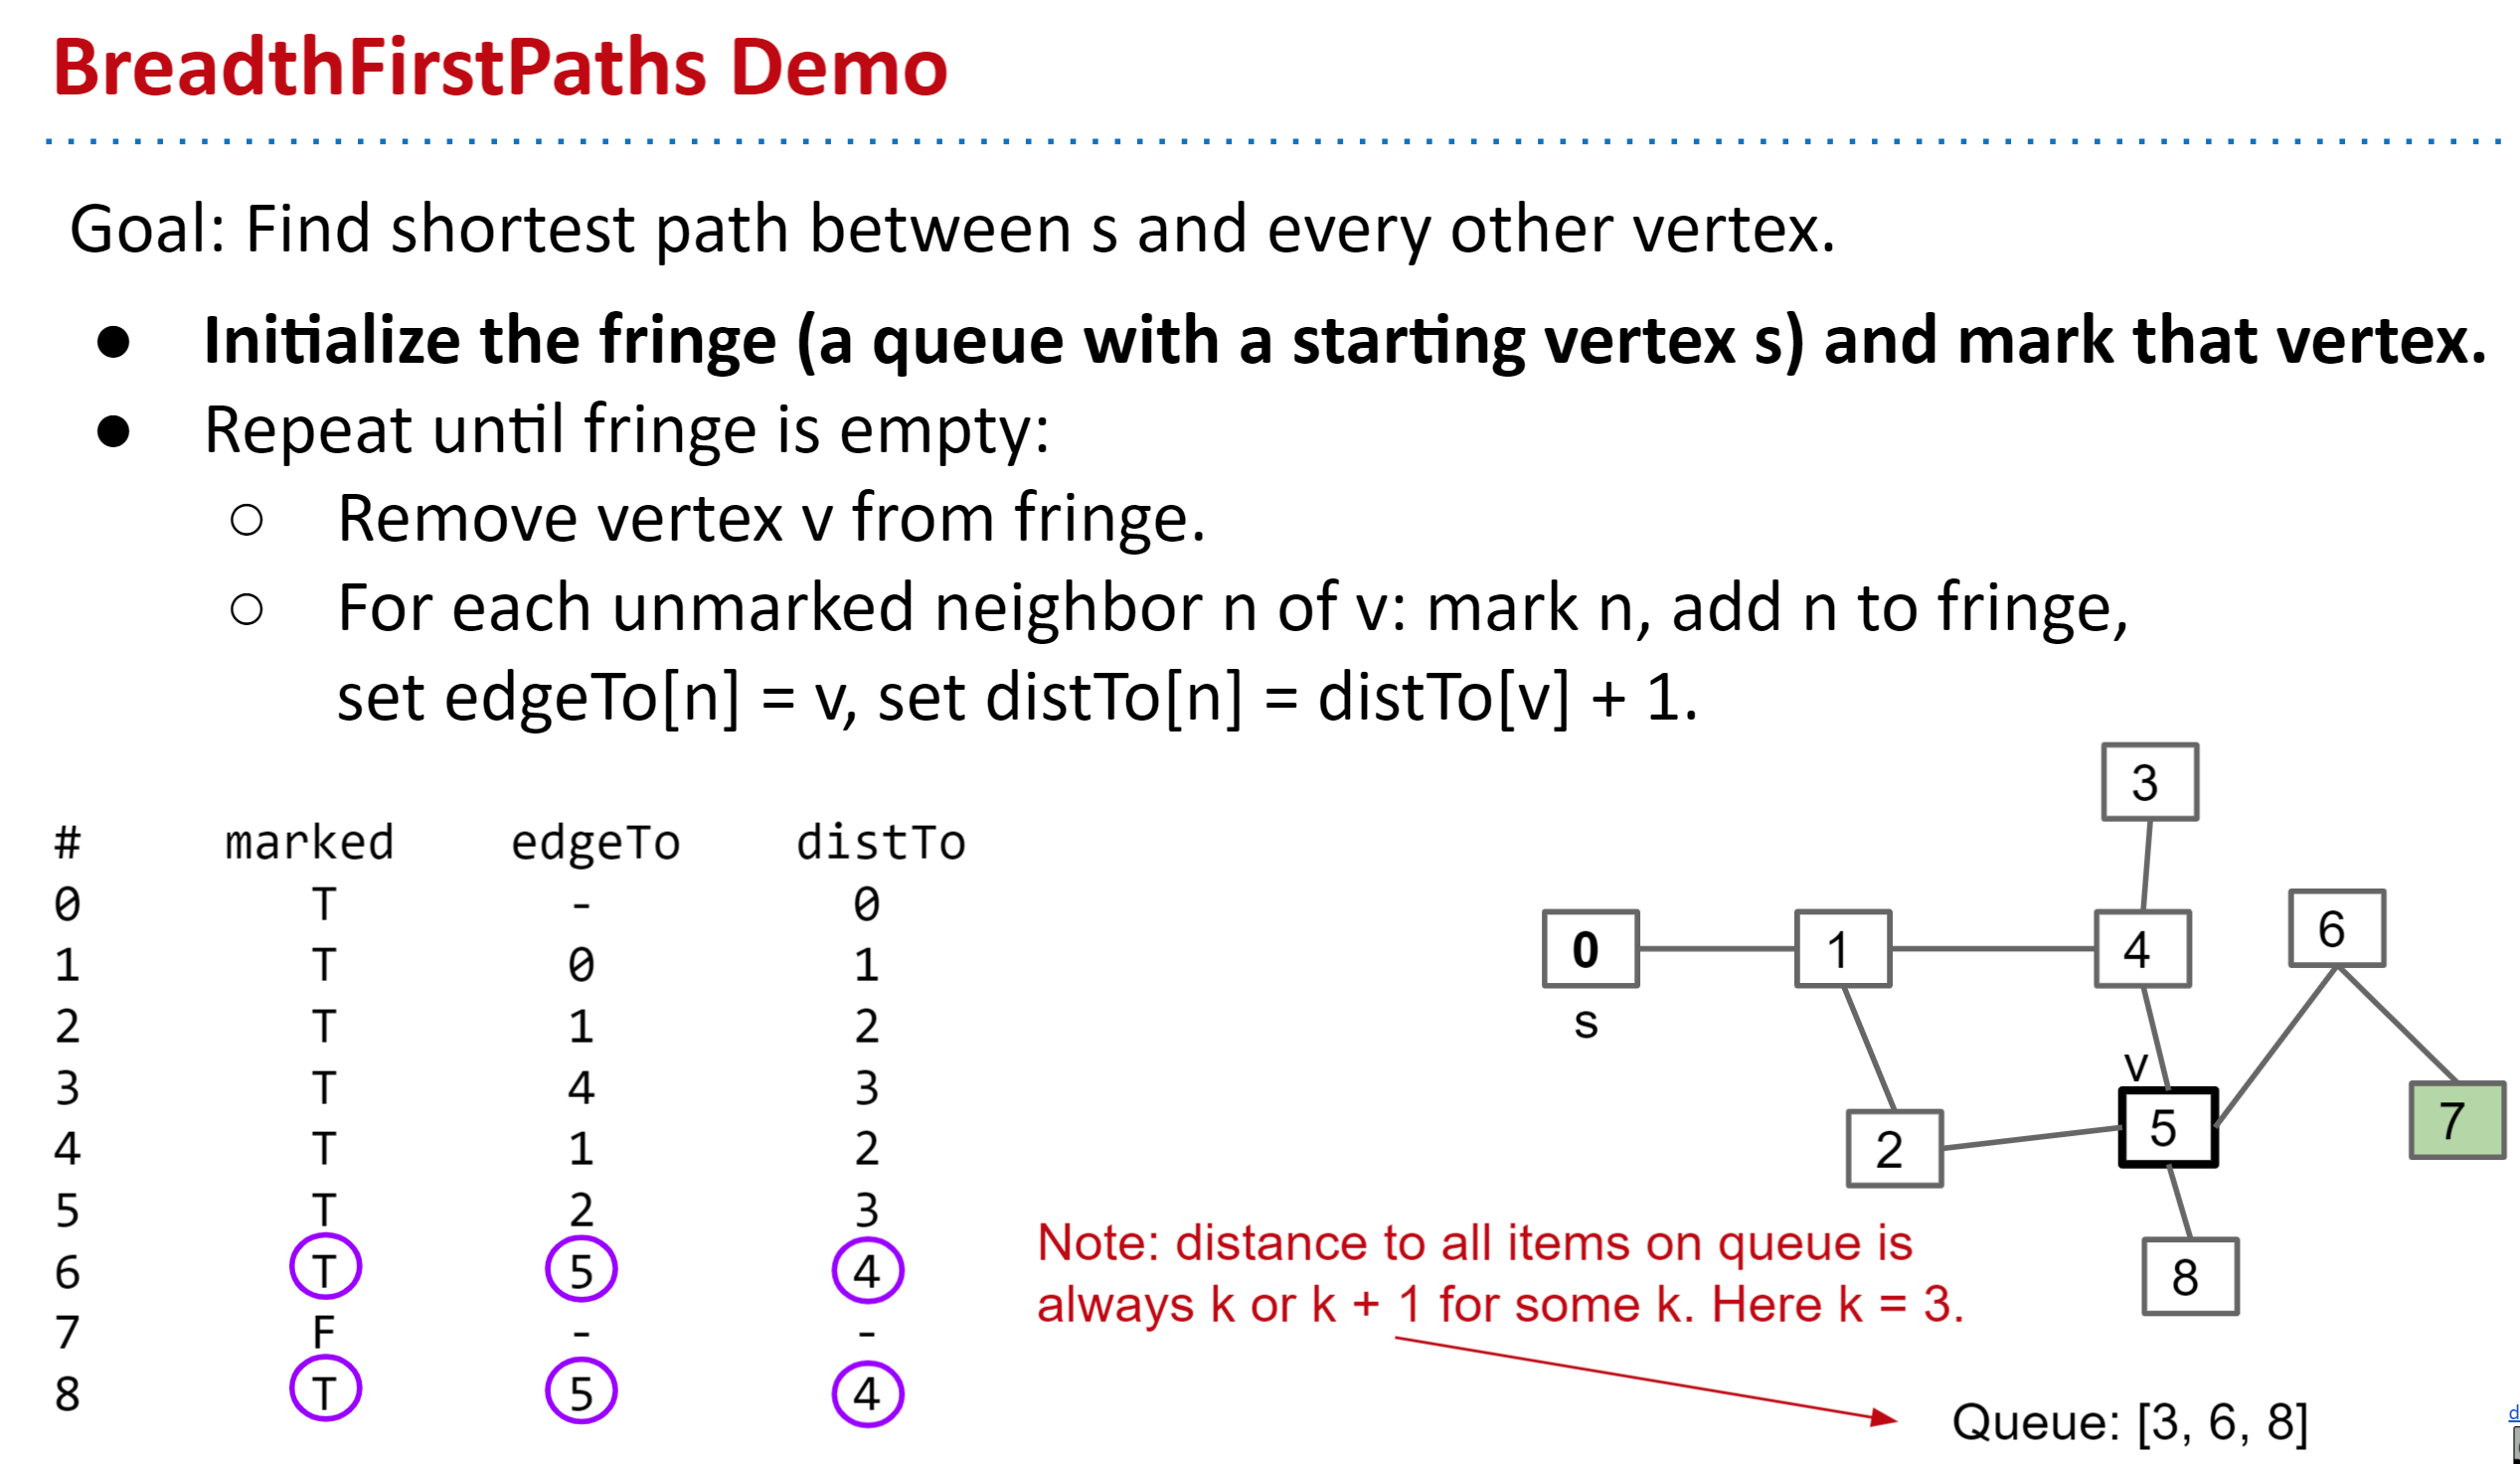 BreadthFirstPaths Demo
Goal: Find shortest path between s and every other vertex.
● Initialize the fringe (a queue with a starting vertex s) and mark that vertex.
● Repeat until fringe is empty:
○ Remove vertex v from fringe.
○ For each unmarked neighbor n of v: mark n, add n to fringe,
set edgeTo[n] = v, set distTo[n] = distTo[v] + 1.
# marked edgeTo distTo
0 T - 0
1 T 0 1
2 T 1 2
3 T 4 3
4 T 1 2
5 T 2 3
6 T 5 4
7 F - -
8 T 5 4
3
0 1 4 6
s
v
2 5 7
8
Note: distance to all items on queue is
always k or k + 1 for some k. Here k = 3.
Queue: [3, 6, 8]